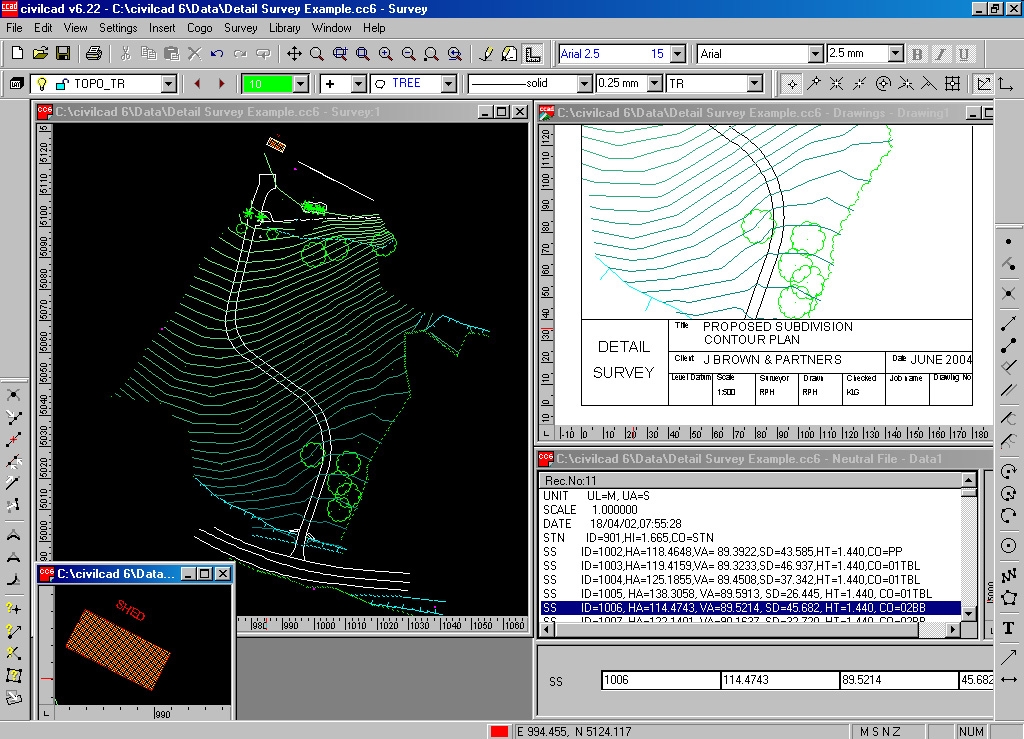 civilcad v6.22 - C:\civilcad 6\Data\Detail Survey Example.cc6 - Survey
File Edit View Settings Insert Format Cogo Survey Library Window Help
Arial 2.5 15 Arial 2.5 mm B I U
TOPO_TR 10 + TREE solid 0.25 mm TR
C:\civilcad 6\Data\Detail Survey Example.cc6 - Survey:1
5120
5110
5100
5090
5070
5060
5050
5040
5030
5020
5010
5000
980 990 1000 1010 1020 1030 1040 1050 1060
C:\civilcad 6\Data\Detail Survey Example.cc6 - Drawings - Drawing1
120
110
100
90
80
70
60
50
40
30
20
10
0
DETAIL
SURVEY
Title PROPOSED SUBDIVISION
CONTOUR PLAN
Client J BROWN & PARTNERS Date JUNE 2004
Level Datum Scale Surveyor Drawn Checked Job name Drawing No
1:500 RPH RPH KLG
-10 0 10 20 30 40 50 60 70 80 90 100 110 120 130 140 150 160 170 180
C:\civilcad 6\Data\Detail Survey Example.cc6 - Neutral File - Data1
Rec.No:11
UNIT UL=M, UA=S
SCALE 1.000000
DATE 18/04/02,07:55:28
STN ID=901,HI=1.665,CO=STN
SS ID=1002,HA=118.4648,VA= 89.3922,SD=43.585,HT=1.440,CO=PP
SS ID=1003,HA=119.4159,VA= 89.3233,SD=46.937,HT=1.440,CO=01TBL
SS ID=1004,HA=125.1855,VA= 89.4508,SD=37.342,HT=1.440,CO=01TBL
SS ID=1005, HA=138.3058, VA=89.5913, SD=26.445, HT=1.440, CO=01TBL
SS ID=1006, HA=114.4743, VA=89.5214, SD=45.682, HT=1.440, CO=02BB
SS 1006 114.4743 89.5214 45.682
C:\civilcad 6\Data...
SHED
990
E 994.455, N 5124.117 M S N Z NUM